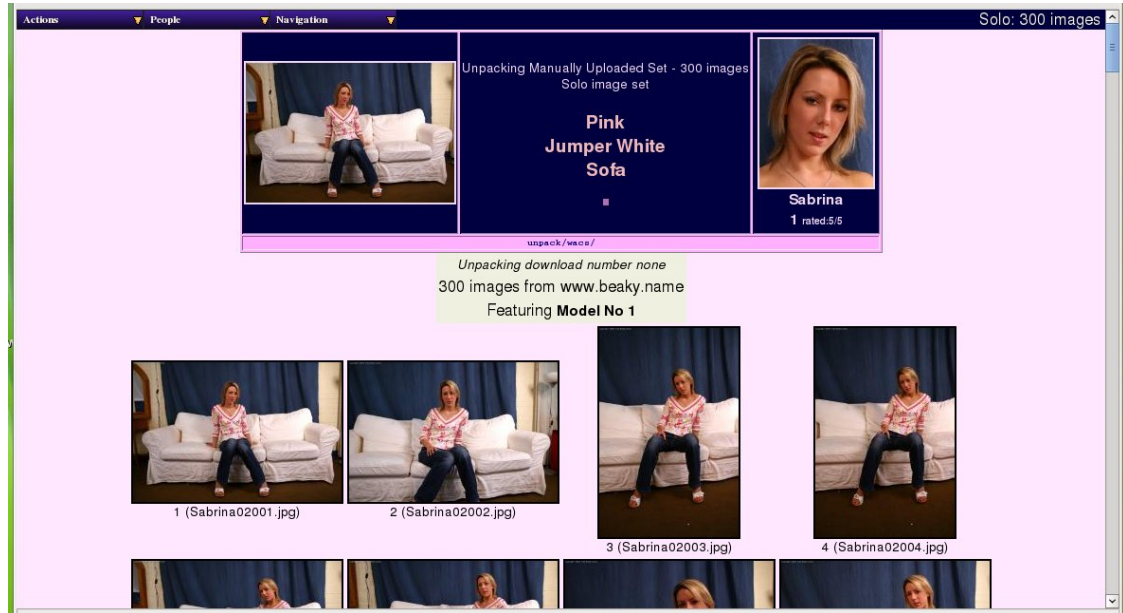 Actions People Navigation Solo: 300 images
Unpacking Manually Uploaded Set - 300 images
Solo image set
Pink
Jumper White
Sofa
Sabrina
1 rated:5/5
unpack/wacs/
Unpacking download number none
300 images from www.beaky.name
Featuring Model No 1
1 (Sabrina02001.jpg)
2 (Sabrina02002.jpg)
3 (Sabrina02003.jpg)
4 (Sabrina02004.jpg)